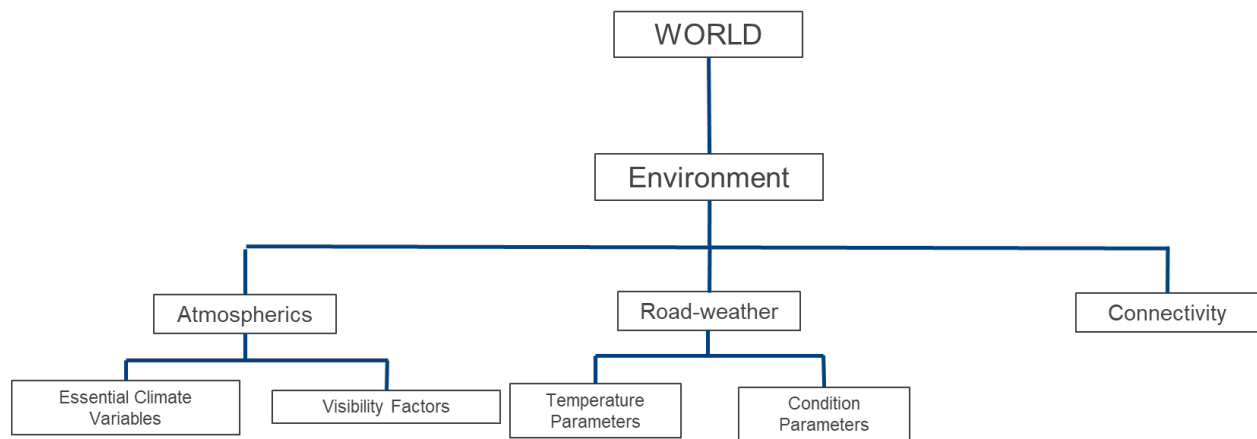 WORLD
Environment
Atmospherics
Road-weather
Connectivity
Essential Climate
Variables
Visibility Factors
Temperature
Parameters
Condition
Parameters